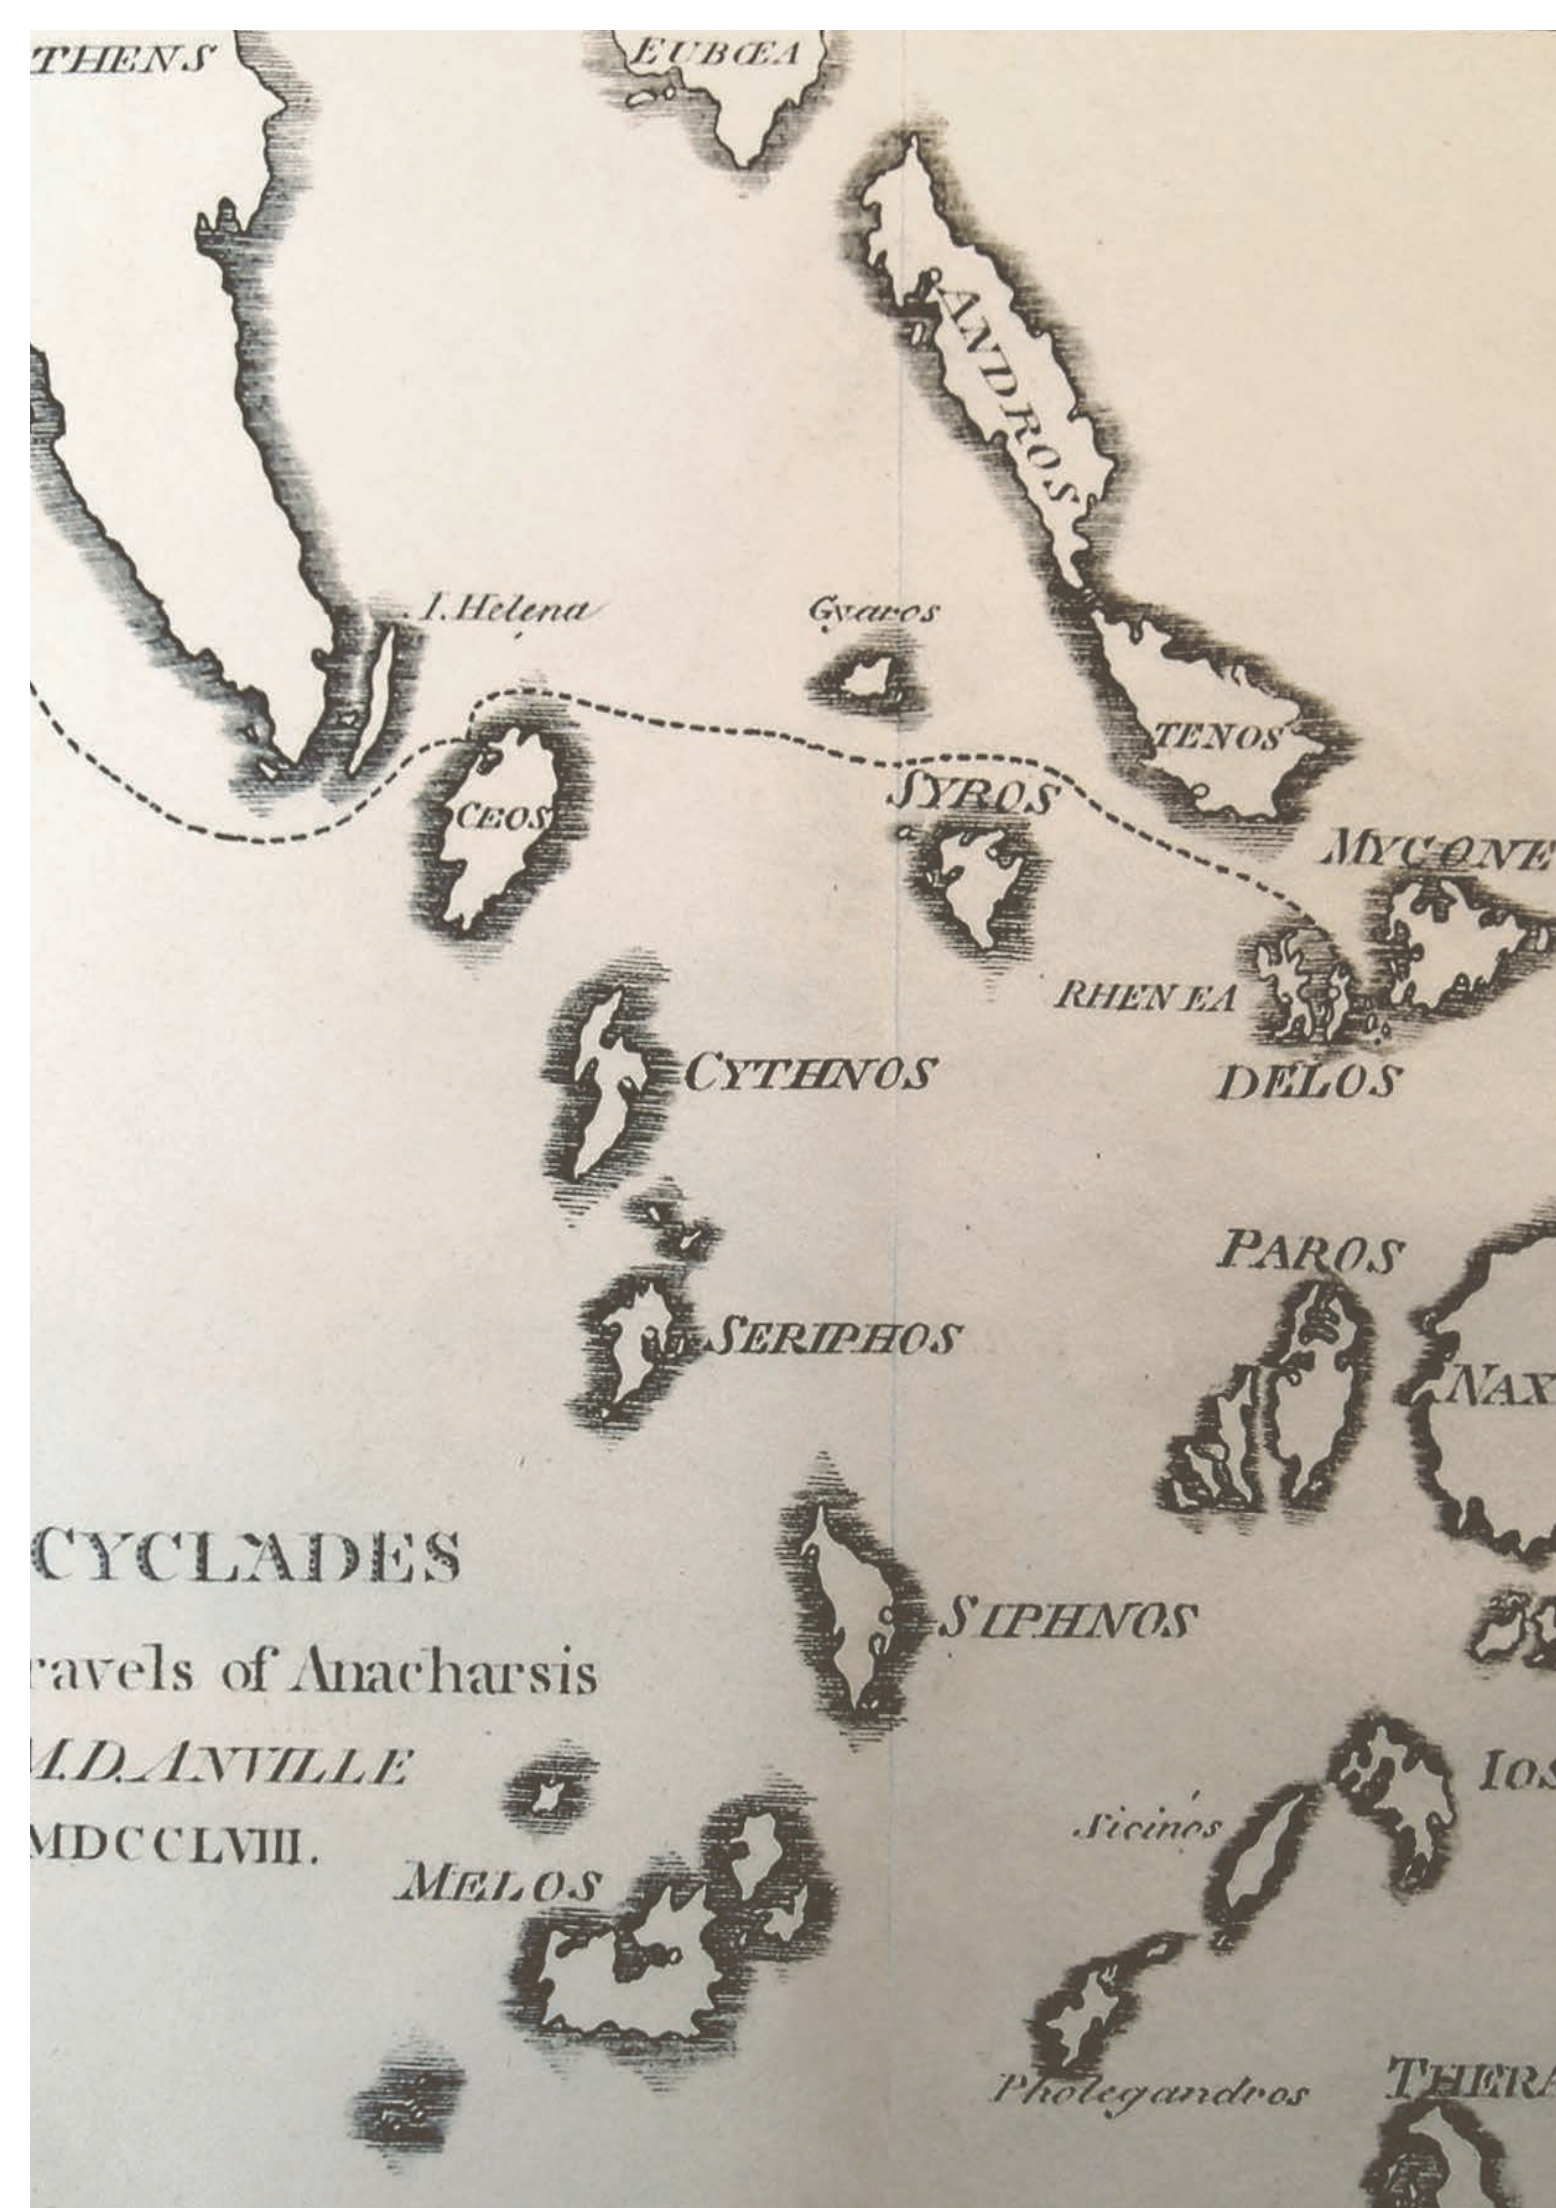 THENS
EUBŒA
ANDROS
I. Helena
Gyaros
TENOS
SYROS
CEOS
MYCONE
RHENEA
CYTHNOS
DELOS
PAROS
SERIPHOS
NAX
CYCLADES
SIPHNOS
ravels of Anacharsis
M.D. ANVILLE
IOS
Sicinos
MDCCLVIII.
MELOS
THERA
Pholegandros